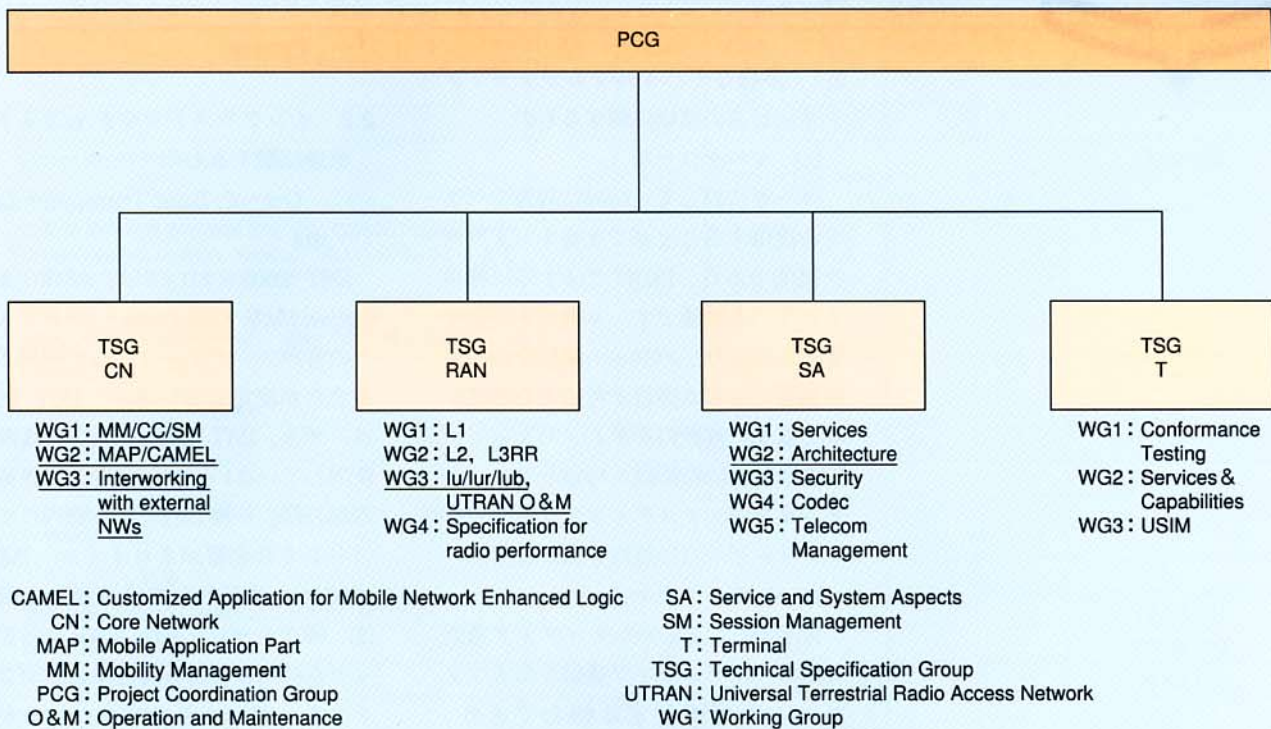 PCG
TSG
CN
TSG
RAN
TSG
SA
TSG
T
WG1：MM/CC/SM
WG2：MAP/CAMEL
WG3：Interworking
with external
NWs
WG1：L1
WG2：L2, L3RR
WG3：Iu/Iur/Iub,
UTRAN O&M
WG4：Specification for
radio performance
WG1：Services
WG2：Architecture
WG3：Security
WG4：Codec
WG5：Telecom
Management
WG1：Conformance
Testing
WG2：Services &
Capabilities
WG3：USIM
CAMEL：Customized Application for Mobile Network Enhanced Logic
CN：Core Network
MAP：Mobile Application Part
MM：Mobility Management
PCG：Project Coordination Group
O&M：Operation and Maintenance
SA：Service and System Aspects
SM：Session Management
T：Terminal
TSG：Technical Specification Group
UTRAN：Universal Terrestrial Radio Access Network
WG：Working Group